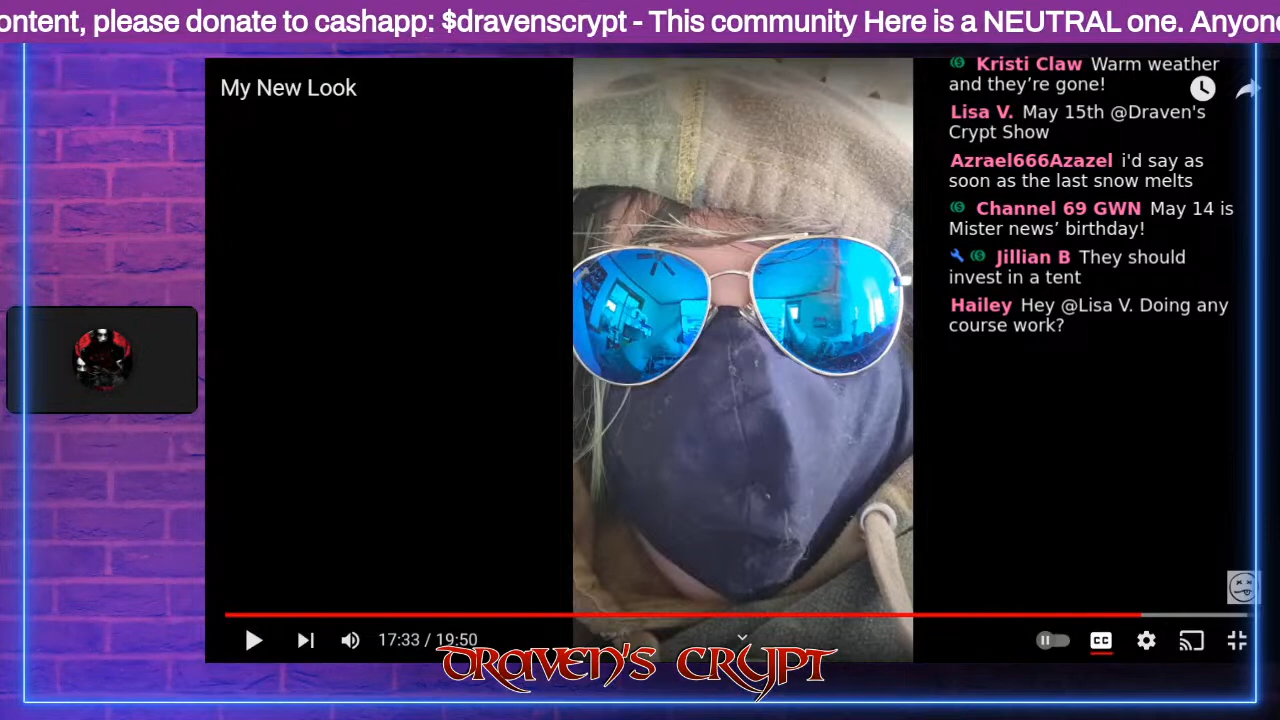 ontent, please donate to cashapp: $dravenscrypt - This community Here is a NEUTRAL one. Anyon
My New Look
Kristi Claw Warm weather
and they're gone!
Lisa V. May 15th @Draven's
Crypt Show
Azrael666Azazel i'd say as
soon as the last snow melts
Channel 69 GWN May 14 is
Mister news’ birthday!
Jillian B They should
invest in a tent
Hailey Hey @Lisa V. Doing any
course work?
17:33 / 19:50
CC
DRAVEN'S CRYPT